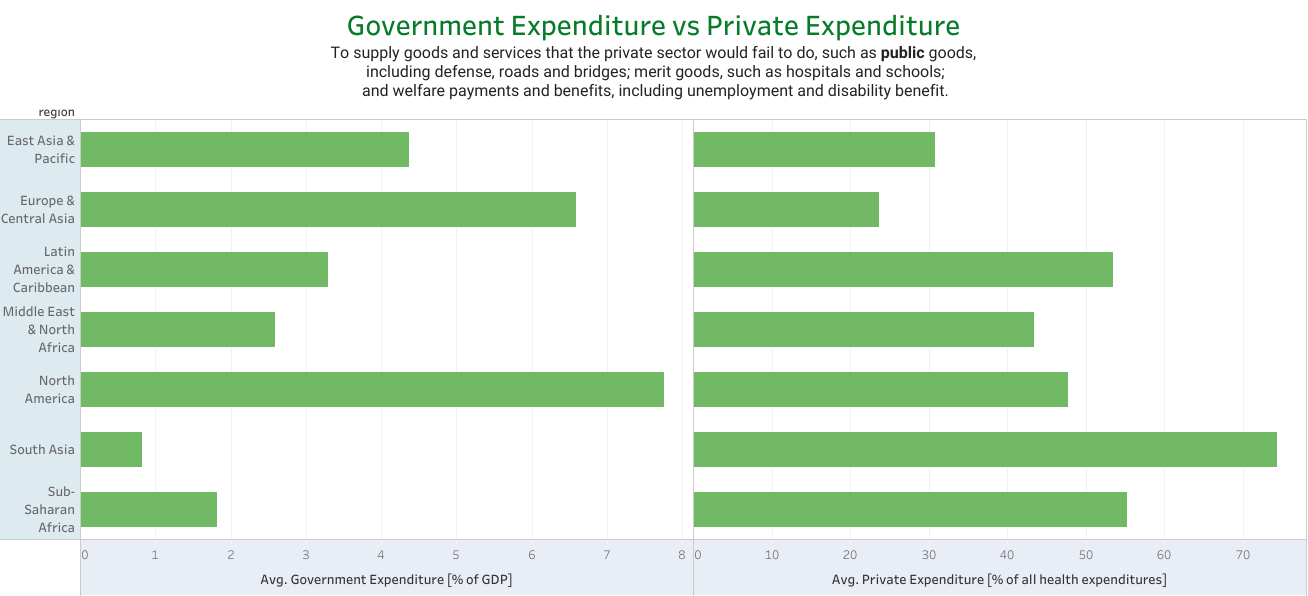 Government Expenditure vs Private Expenditure
To supply goods and services that the private sector would fail to do, such as public goods,
including defense, roads and bridges; merit goods, such as hospitals and schools;
and welfare payments and benefits, including unemployment and disability benefit.
region
East Asia &
Pacific
Europe &
Central Asia
Latin
America &
Caribbean
Middle East
& North
Africa
North
America
South Asia
Sub-
Saharan
Africa
0 1 2 3 4 5 6 7 8
0 10 20 30 40 50 60 70
Avg. Government Expenditure [% of GDP]
Avg. Private Expenditure [% of all health expenditures]